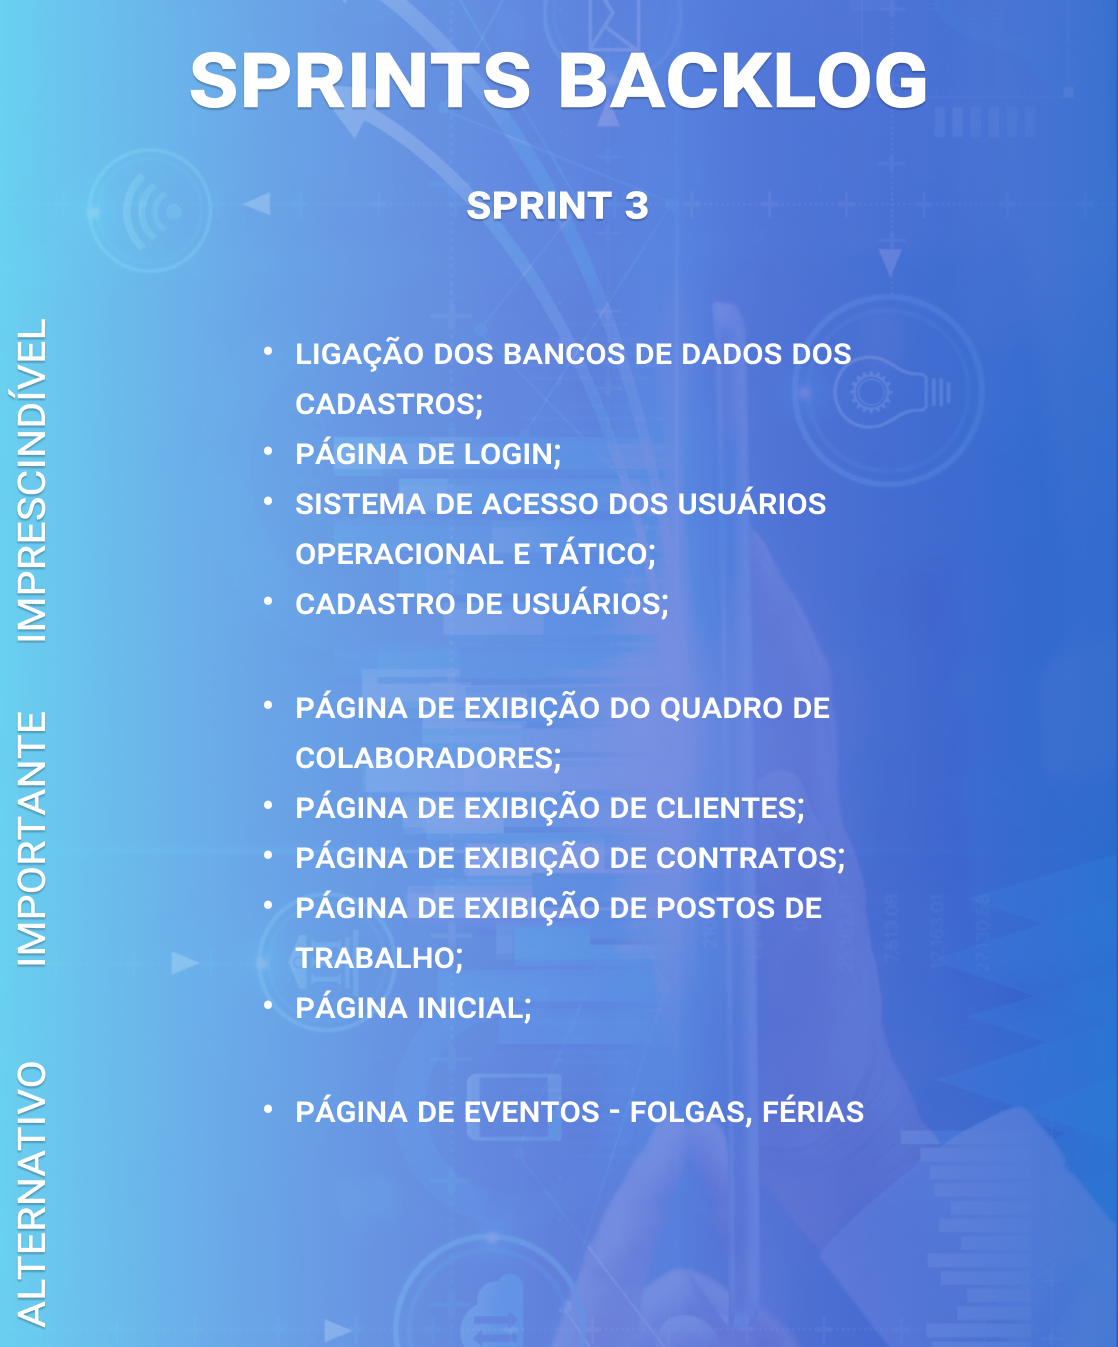 SPRINTS BACKLOG
SPRINT 3
IMPRESCINDÍVEL
• LIGAÇÃO DOS BANCOS DE DADOS DOS
CADASTROS;
• PÁGINA DE LOGIN;
• SISTEMA DE ACESSO DOS USUÁRIOS
OPERACIONAL E TÁTICO;
• CADASTRO DE USUÁRIOS;
IMPORTANTE
• PÁGINA DE EXIBIÇÃO DO QUADRO DE
COLABORADORES;
• PÁGINA DE EXIBIÇÃO DE CLIENTES;
• PÁGINA DE EXIBIÇÃO DE CONTRATOS;
• PÁGINA DE EXIBIÇÃO DE POSTOS DE
TRABALHO;
• PÁGINA INICIAL;
ALTERNATIVO
• PÁGINA DE EVENTOS - FOLGAS, FÉRIAS